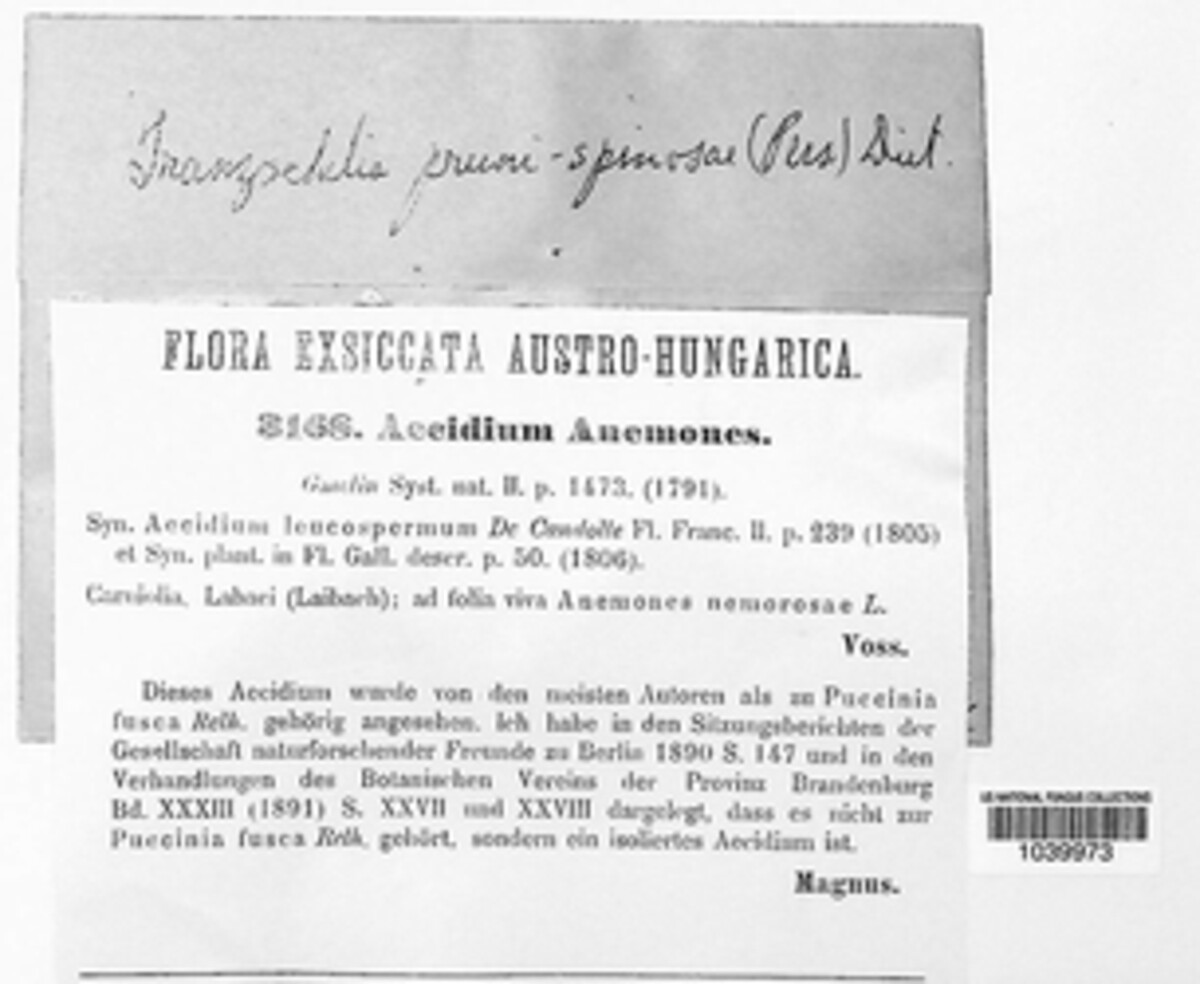 Tranzschelia pruni-spinosae (Pers) Diet.
FLORA EXSICCATA AUSTRO-HUNGARICA.
3168. Aecidium Anemones.
Gmelin Syst. nat. II. p. 1473. (1791).
Syn. Aecidium leucospermum De Candolle Fl. Franc. II. p. 239 (1805)
et Syn. plant. in Fl. Gall. descr. p. 50. (1806).
Carniolia. Labaci (Laibach); ad folia viva Anemones nemorosae L.
Voss.
Dieses Aecidium wurde von den meisten Autoren als zu Puccinia
fusca Relh. gehörig angesehen. Ich habe in den Sitzungsberichten der
Gesellschaft naturforschender Freunde zu Berlin 1890 S. 147 und in den
Verhandlungen des Botanischen Vereins der Provinz Brandenburg
Bd. XXXIII (1891) S. XXVII und XXVIII dargelegt, dass es nicht zur
Puccinia fusca Relh. gehört, sondern ein isoliertes Aecidium ist.
Magnus.
US NATIONAL FUNGUS COLLECTIONS
1039973